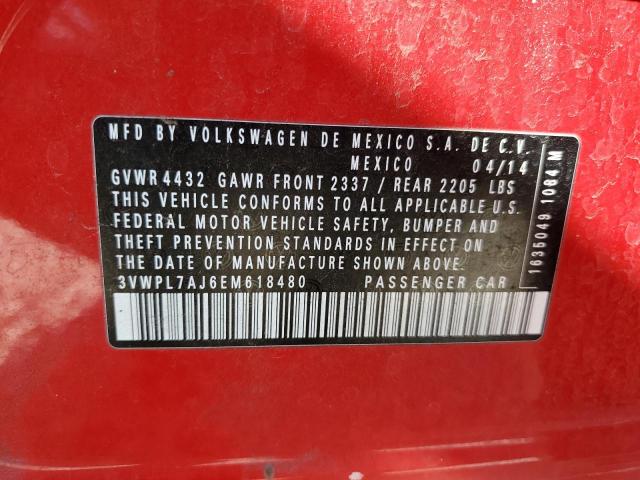 MFD BY VOLKSWAGEN DE MEXICO S.A. DE C.V.
MEXICO 04/14
GVWR 4432 GAWR FRONT 2337 / REAR 2205 LBS
THIS VEHICLE CONFORMS TO ALL APPLICABLE U.S.
FEDERAL MOTOR VEHICLE SAFETY, BUMPER AND
THEFT PREVENTION STANDARDS IN EFFECT ON
THE DATE OF MANUFACTURE SHOWN ABOVE.
3VWPL7AJ6EM618480 PASSENGER CAR
1635049 1084 M